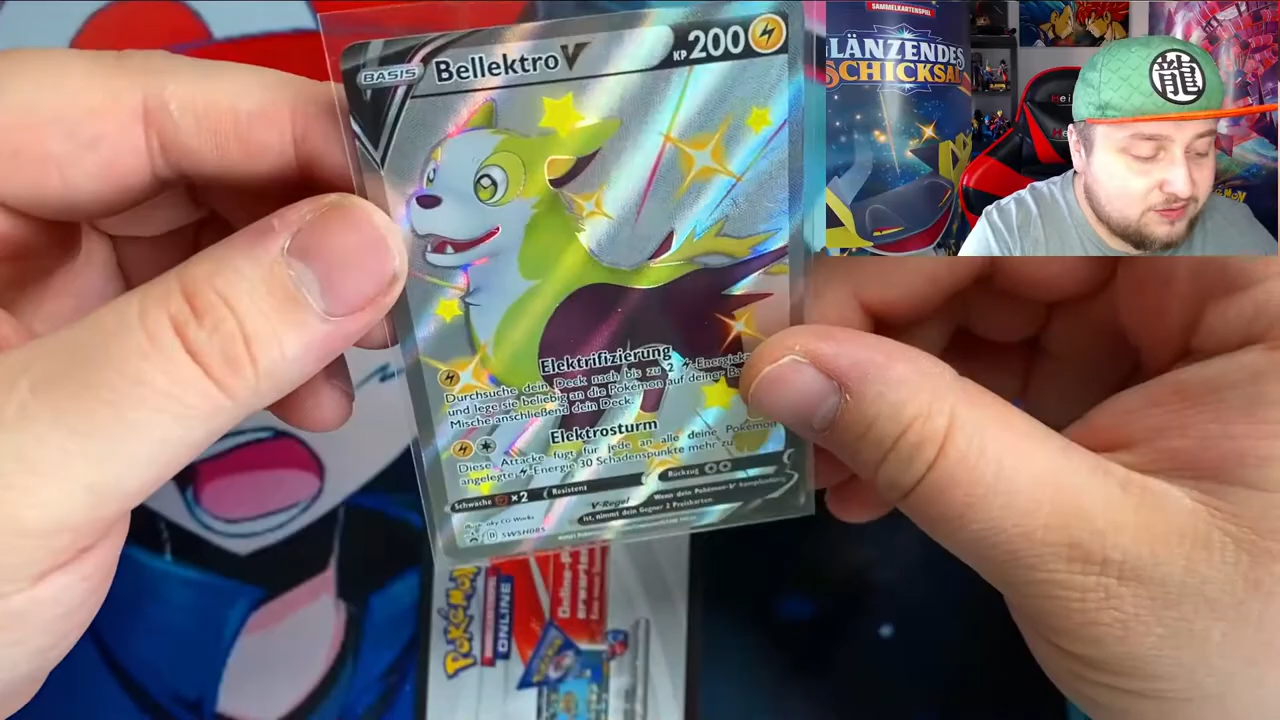 BASIS Bellektro V KP 200
Elektrifizierung
Durchsuche dein Deck nach bis zu 2
und lege sie beliebig an die Pokémon auf deiner
Mische anschließend dein Deck.
Elektrosturm
Diese Attacke fügt für jede an alle deine Pokémon
angelegte -Energie 30 Schadenspunkte mehr zu.
Schwäche ×2 Resistenz Rückzug
V-Regel Wenn dein Pokémon-V kampfunfähig
ist, nimmt dein Gegner 2 Preiskarten.
D SWSH085
POKÉMON
ONLINE
SAMMELKARTENSPIEL
GLÄNZENDES
SCHICKSAL
龍